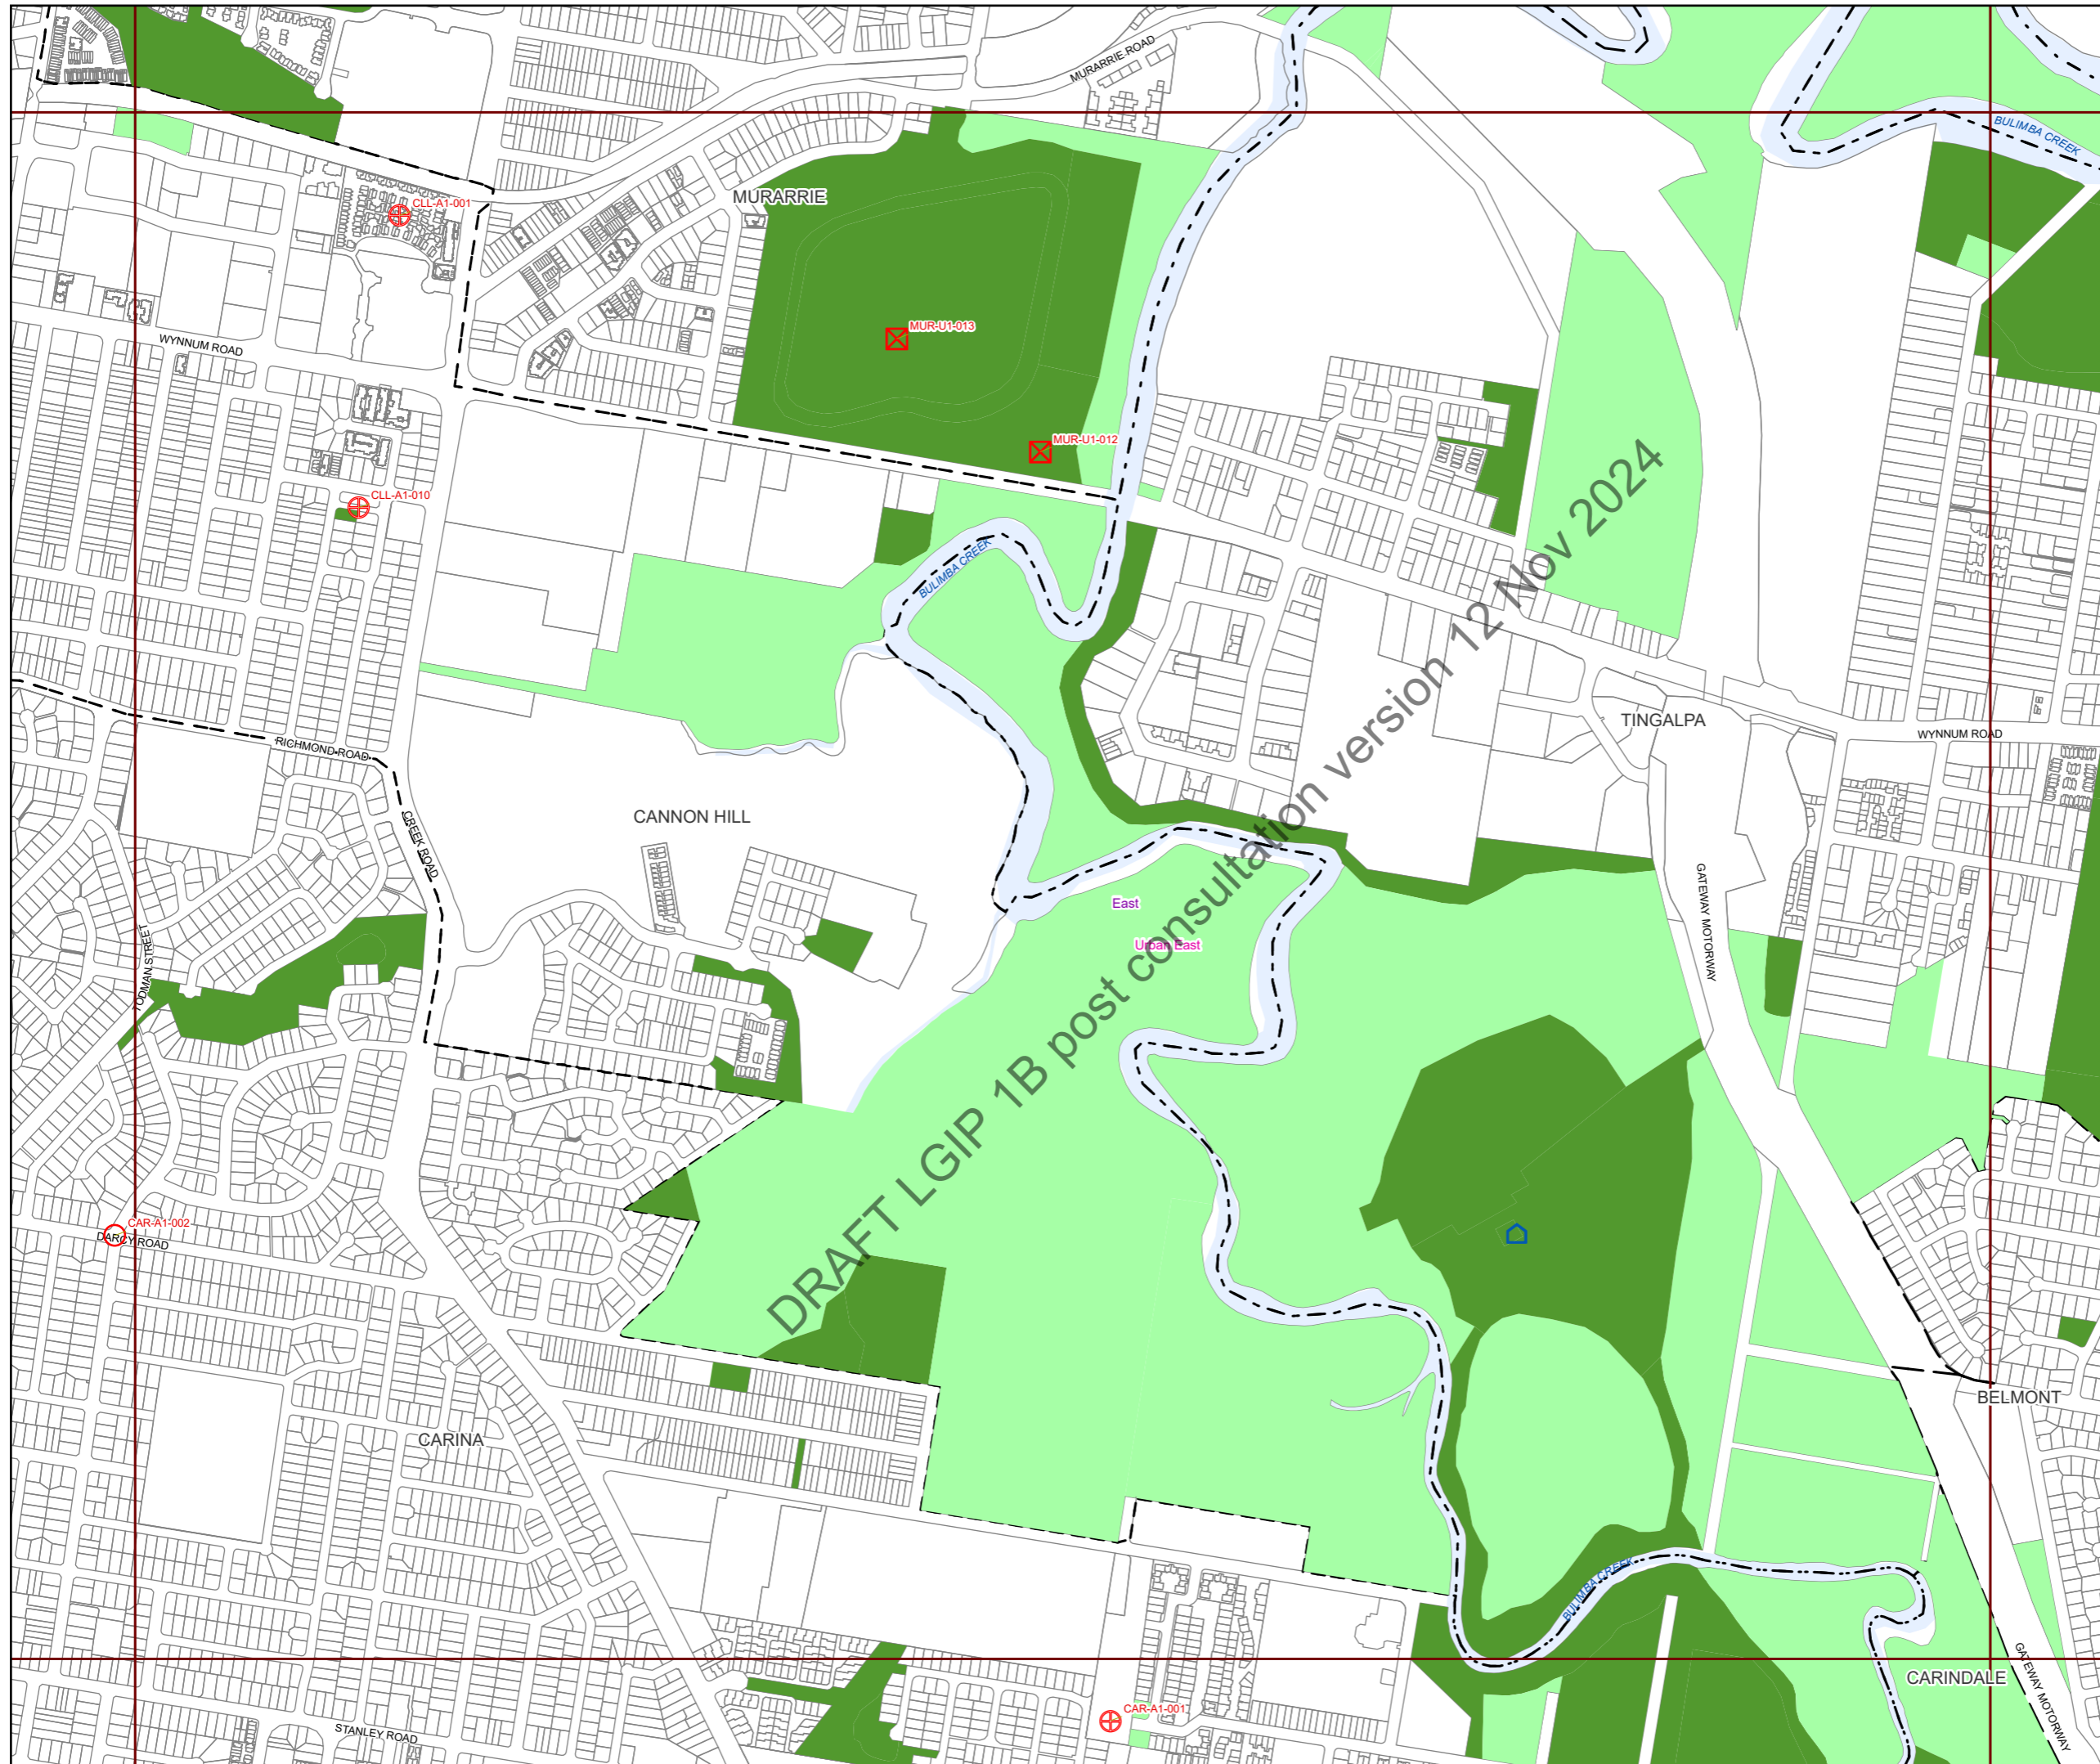 MURARRIE ROAD
BULIMBA CREEK
MURARRIE
CLL-A1-001
MUR-U1-013
WYNNUM ROAD
MUR-U1-012
CLL-A1-010
BULIMBA CREEK
TINGALPA
WYNNUM ROAD
RICHMOND ROAD
CANNON HILL
CREEK ROAD
GATEWAY MOTORWAY
East
Urban East
TODMAN STREET
DRAFT LGIP 1B post consultation version 12 Nov 2024
CAR-A1-002
DARCY ROAD
BELMONT
CARINA
BULIMBA CREEK
CARINDALE
GATEWAY MOTORWAY
CAR-A1-001
STANLEY ROAD